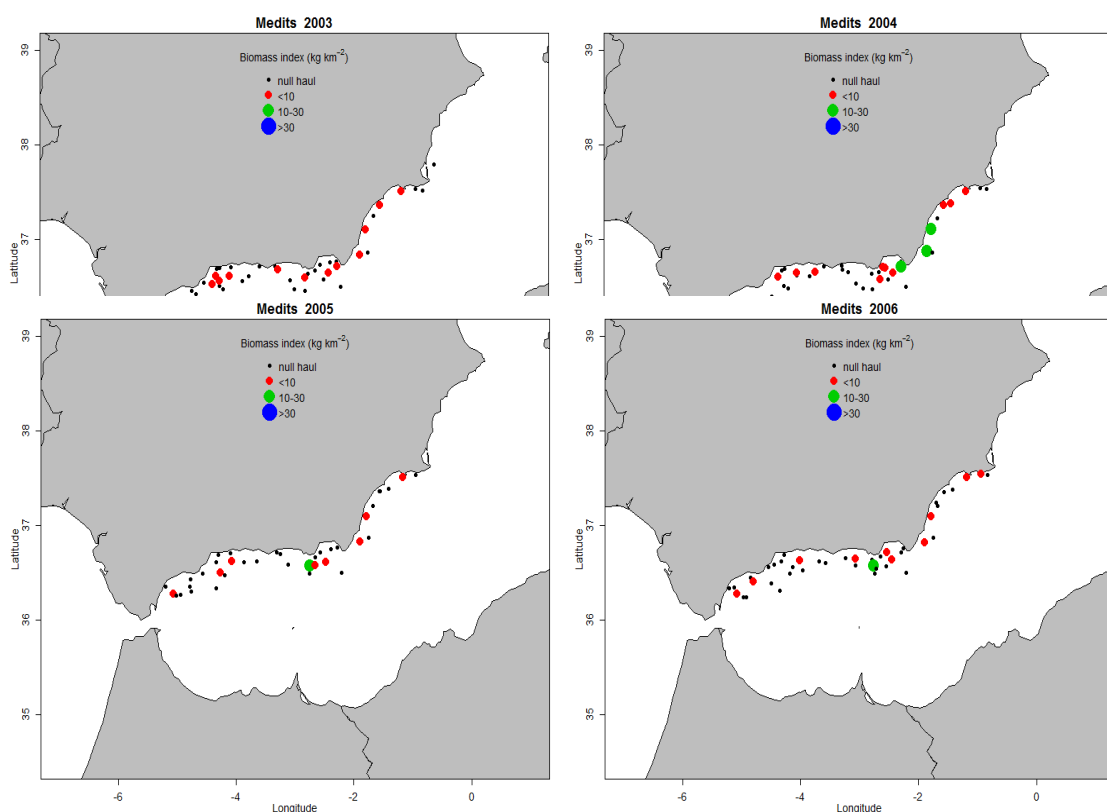 Medits 2003
Biomass index (kg km⁻²)
null haul
<10
10-30
>30
39
38
37
Latitude
Medits 2004
Biomass index (kg km⁻²)
null haul
<10
10-30
>30
39
38
37
Latitude
Medits 2005
Biomass index (kg km⁻²)
null haul
<10
10-30
>30
39
38
37
36
35
Latitude
-6
-4
-2
0
Longitude
Medits 2006
Biomass index (kg km⁻²)
null haul
<10
10-30
>30
39
38
37
36
35
Latitude
-6
-4
-2
0
Longitude